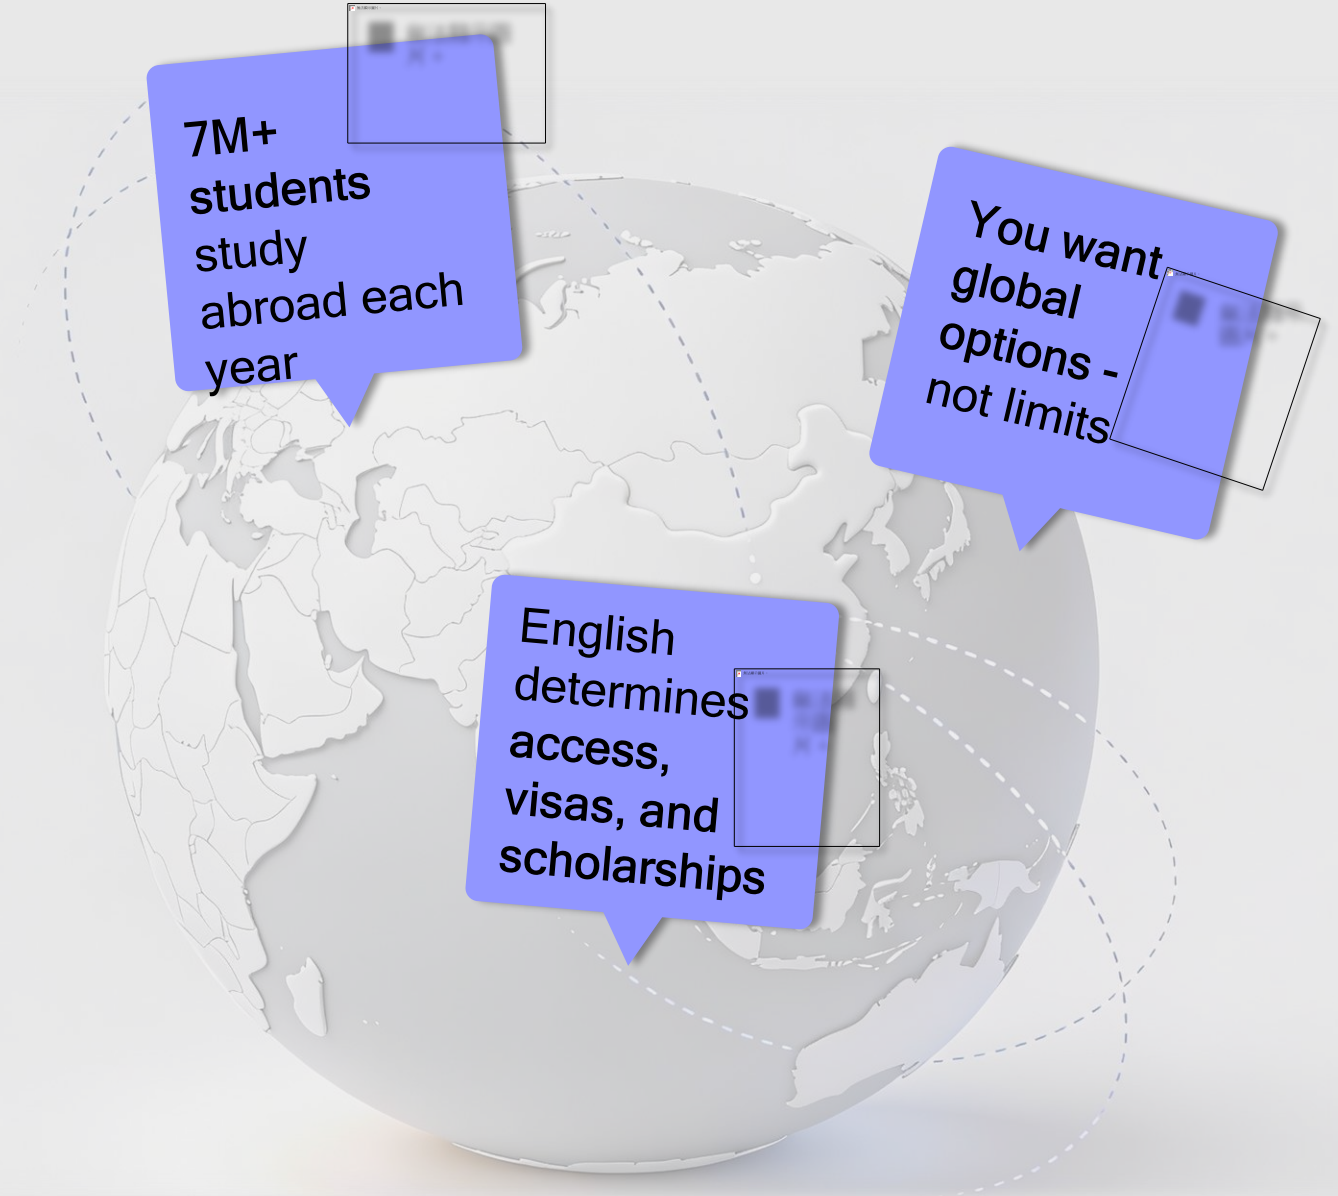 7M+
students
study
abroad each
year
You want
global
options -
not limits
English
determines
access,
visas, and
scholarships